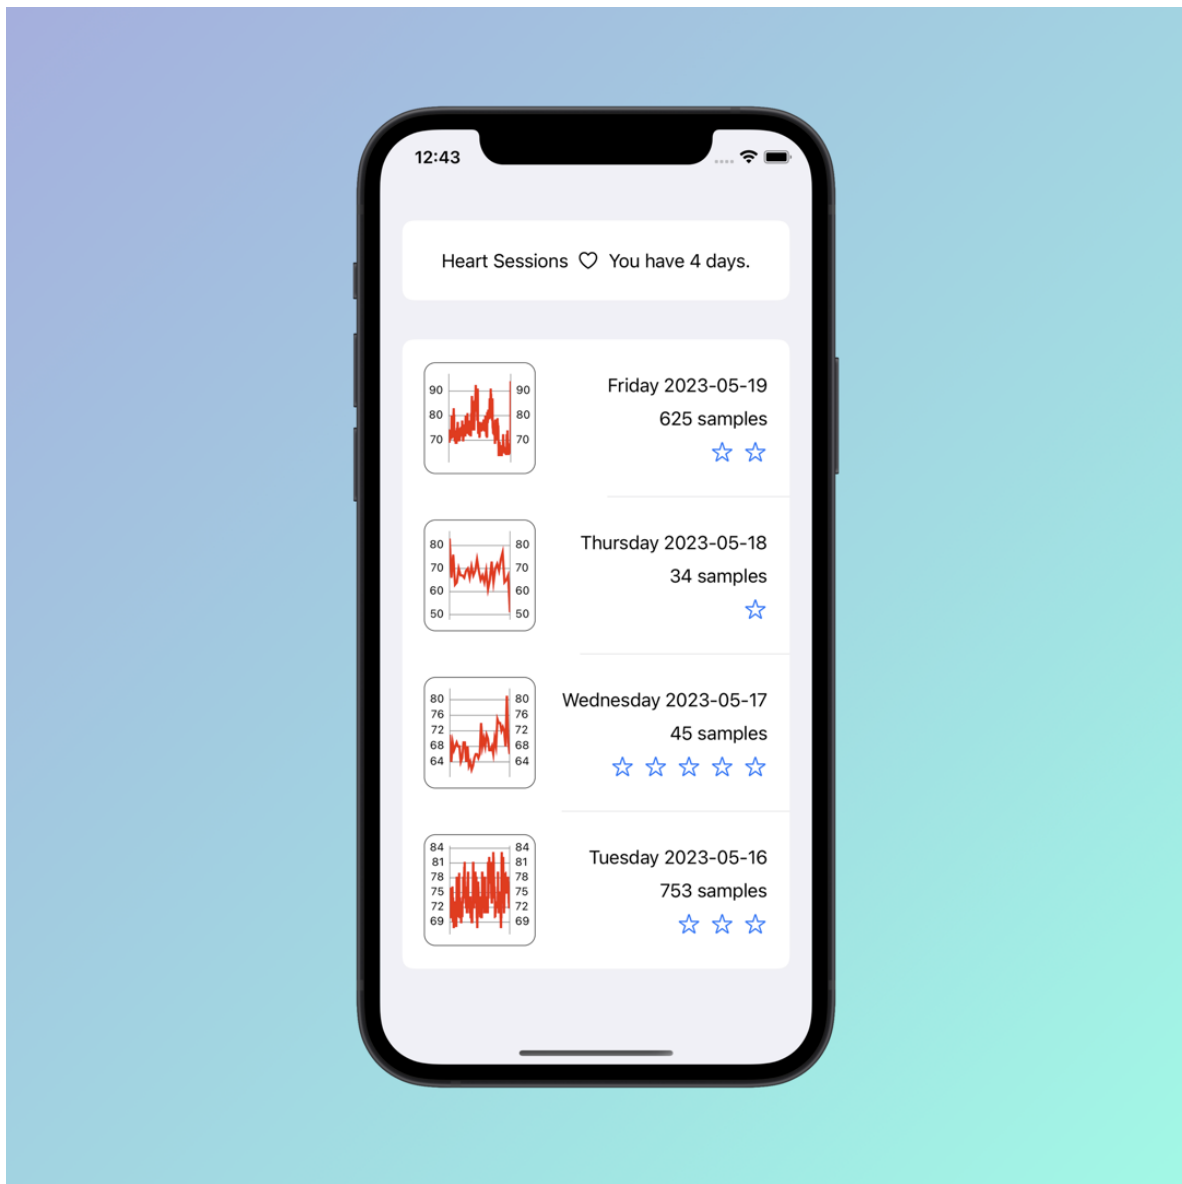 12:43
Heart Sessions ♡ You have 4 days.
90 90
80 80
70 70
Friday 2023-05-19
625 samples
80 80
70 70
60 60
50 50
Thursday 2023-05-18
34 samples
80 80
76 76
72 72
68 68
64 64
Wednesday 2023-05-17
45 samples
84 84
81 81
78 78
75 75
72 72
69 69
Tuesday 2023-05-16
753 samples